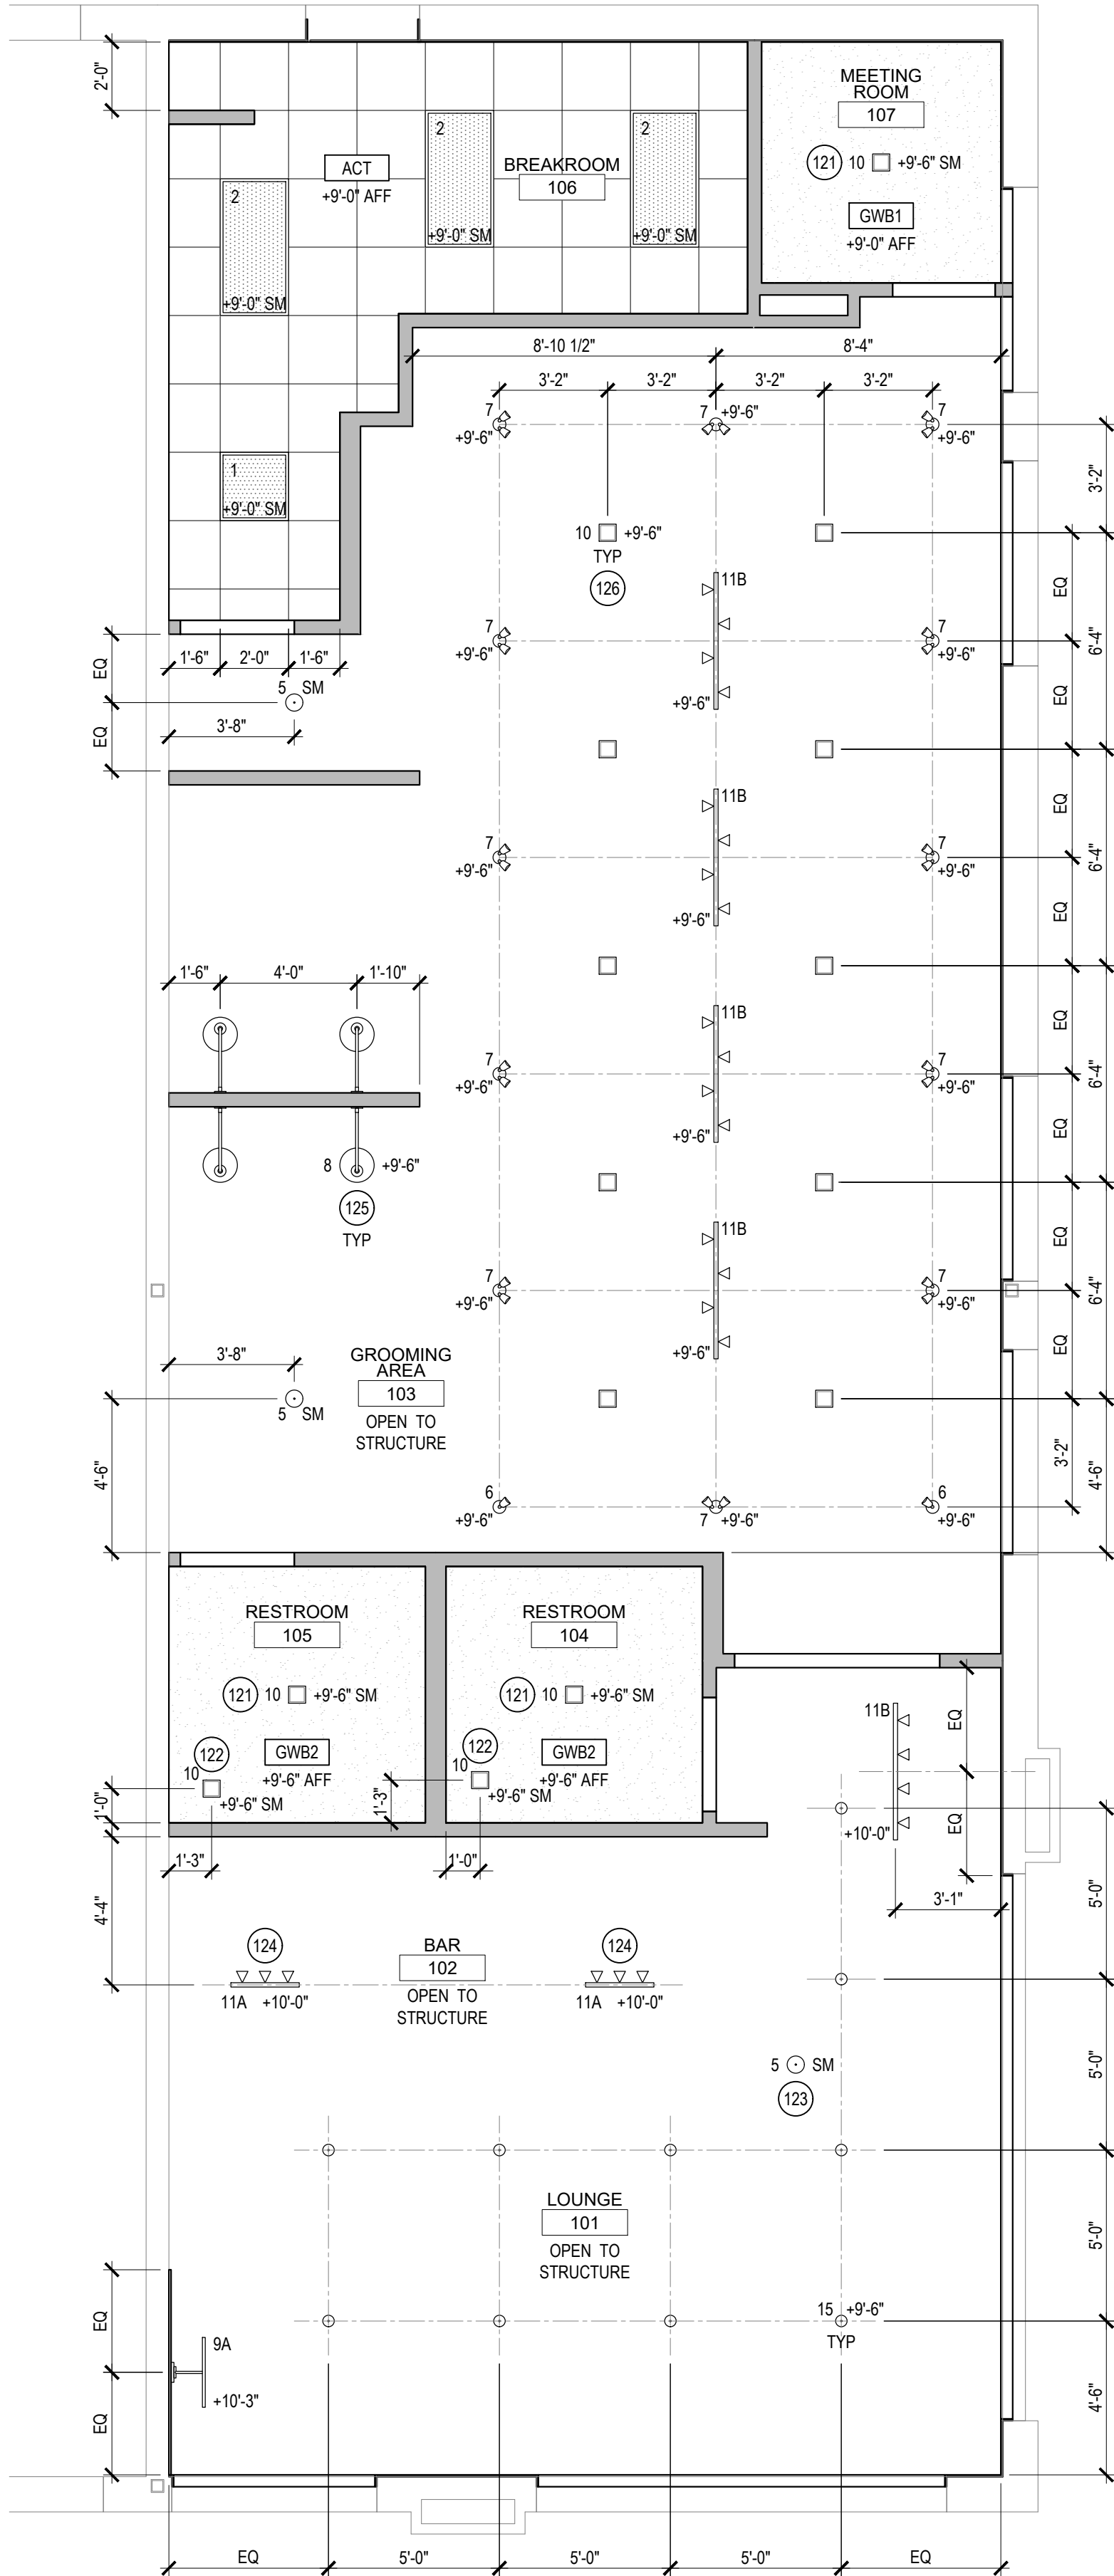 2'-0"
MEETING
ROOM
107
121 10 +9'-6" SM
GWB1
+9'-0" AFF
2
2
ACT
+9'-0" AFF
BREAKROOM
106
2
+9'-0" SM
+9'-0" SM
+9'-0" SM
8'-10 1/2"
8'-4"
3'-2"
3'-2"
3'-2"
3'-2"
7
+9'-6"
7 +9'-6"
7
+9'-6"
3'-2"
1
+9'-0" SM
10 +9'-6"
TYP
126
11B
EQ
6'-4"
7
+9'-6"
7
+9'-6"
+9'-6"
EQ
EQ
EQ
1'-6"
2'-0"
1'-6"
5 SM
3'-8"
11B
EQ
6'-4"
7
+9'-6"
7
+9'-6"
+9'-6"
EQ
1'-6"
4'-0"
1'-10"
11B
EQ
6'-4"
7
+9'-6"
7
+9'-6"
+9'-6"
EQ
8 +9'-6"
125
TYP
11B
EQ
6'-4"
7
+9'-6"
7
+9'-6"
+9'-6"
EQ
3'-8"
GROOMING
AREA
103
OPEN TO
STRUCTURE
5 SM
4'-6"
3'-2"
4'-6"
6
+9'-6"
7 +9'-6"
6
+9'-6"
RESTROOM
105
121 10 +9'-6" SM
122
GWB2
+9'-6" AFF
10
+9'-6" SM
1'-0"
1'-3"
RESTROOM
104
121 10 +9'-6" SM
122
GWB2
+9'-6" AFF
10
+9'-6" SM
1'-3"
1'-0"
11B
+10'-0"
EQ
EQ
3'-1"
4'-4"
5'-0"
124
BAR
102
OPEN TO
STRUCTURE
124
11A +10'-0"
11A +10'-0"
5 SM
123
5'-0"
LOUNGE
101
OPEN TO
STRUCTURE
5'-0"
15 +9'-6"
TYP
EQ
9A
+10'-3"
EQ
4'-6"
EQ
5'-0"
5'-0"
5'-0"
EQ